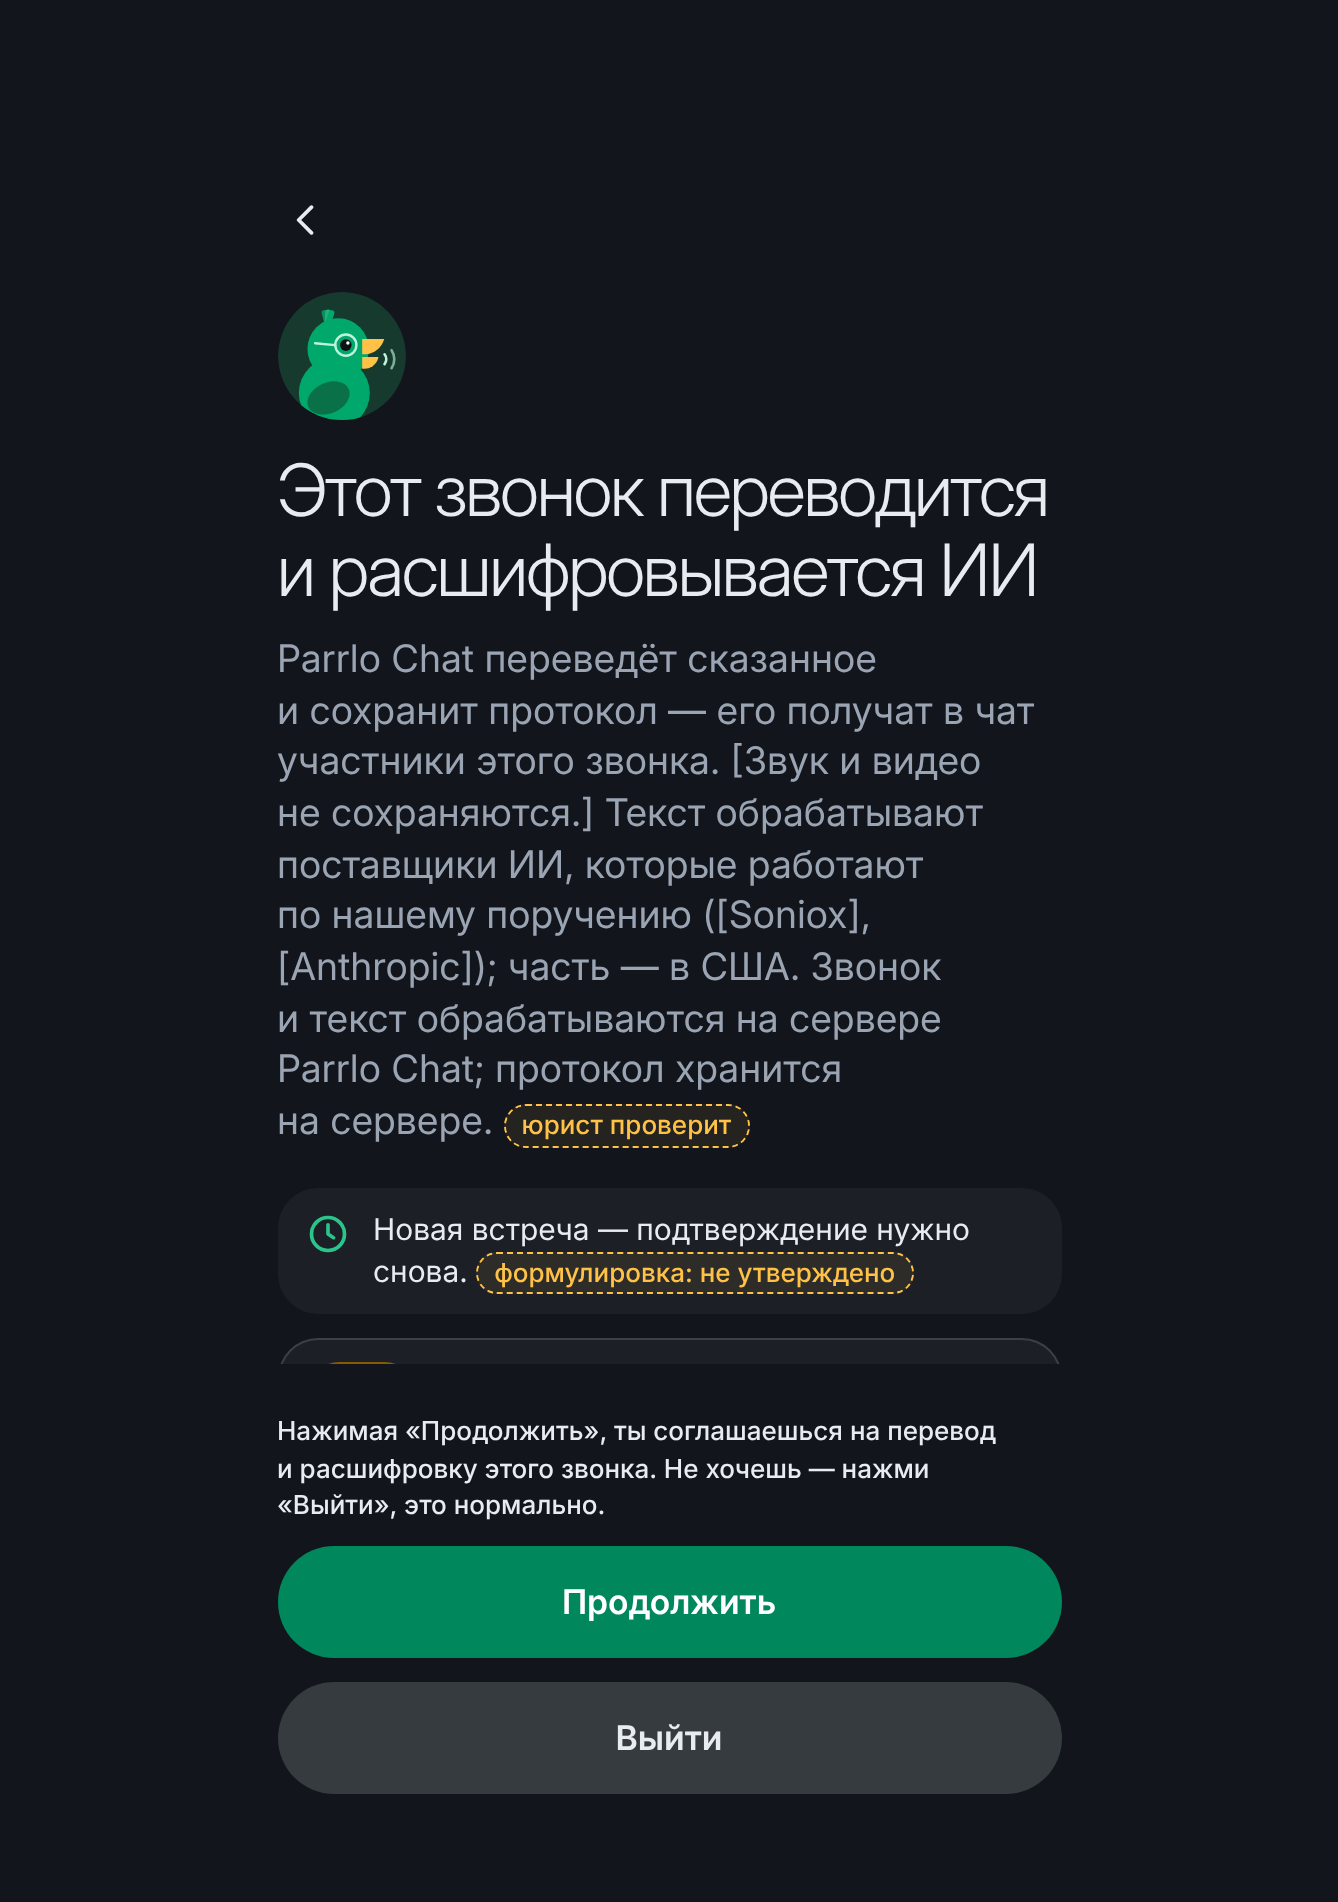 Этот звонок переводится
и расшифровывается ИИ
Parrlo Chat переведёт сказанное
и сохранит протокол — его получат в чат
участники этого звонка. [Звук и видео
не сохраняются.] Текст обрабатывают
поставщики ИИ, которые работают
по нашему поручению ([Soniox],
[Anthropic]); часть — в США. Звонок
и текст обрабатываются на сервере
Parrlo Chat; протокол хранится
на сервере. юрист проверит
Новая встреча — подтверждение нужно
снова. формулировка: не утверждено
Нажимая «Продолжить», ты соглашаешься на перевод
и расшифровку этого звонка. Не хочешь — нажми
«Выйти», это нормально.
Продолжить
Выйти